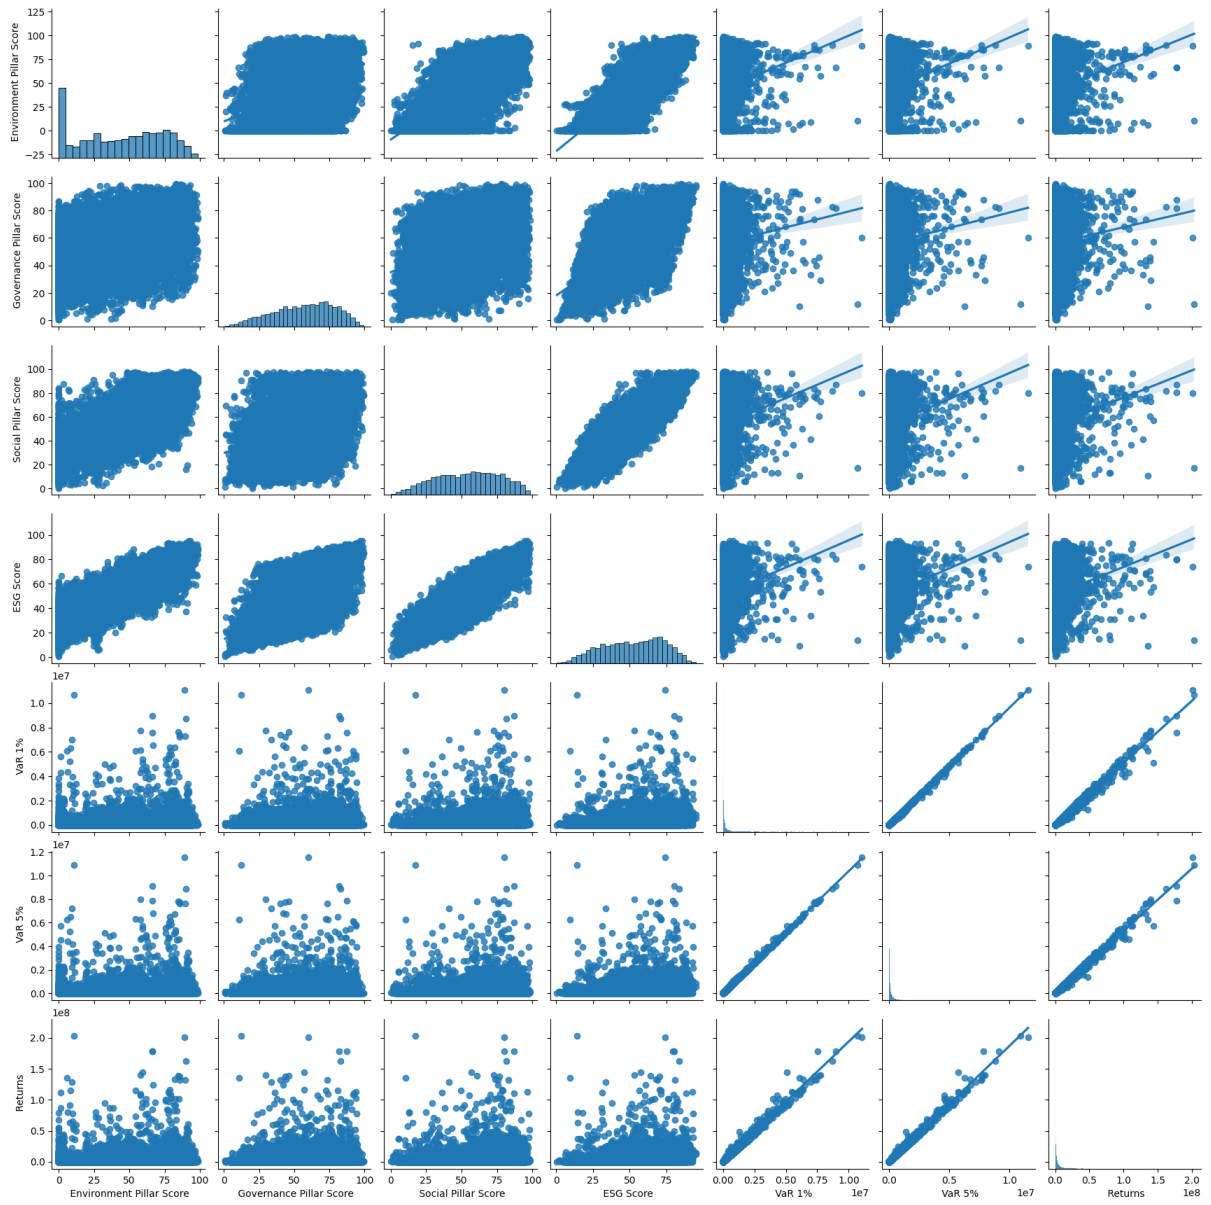 125
100
75
50
25
0
−25
Environment Pillar Score
100
80
60
40
20
0
Governance Pillar Score
100
80
60
40
20
0
Social Pillar Score
100
80
60
40
20
0
ESG Score
1e7
1.0
0.8
0.6
0.4
0.2
0.0
VaR 1%
1e7
1.2
1.0
0.8
0.6
0.4
0.2
0.0
VaR 5%
1e8
2.0
1.5
1.0
0.5
0.0
Returns
0 25 50 75 100
Environment Pillar Score
0 25 50 75 100
Governance Pillar Score
0 25 50 75 100
Social Pillar Score
0 25 50 75
ESG Score
0.0 0.2 0.5 0.8 1.0
1e7
VaR 1%
0.0 0.5 1.0
1e7
VaR 5%
0.0 0.5 1.0 1.5 2.0
1e8
Returns